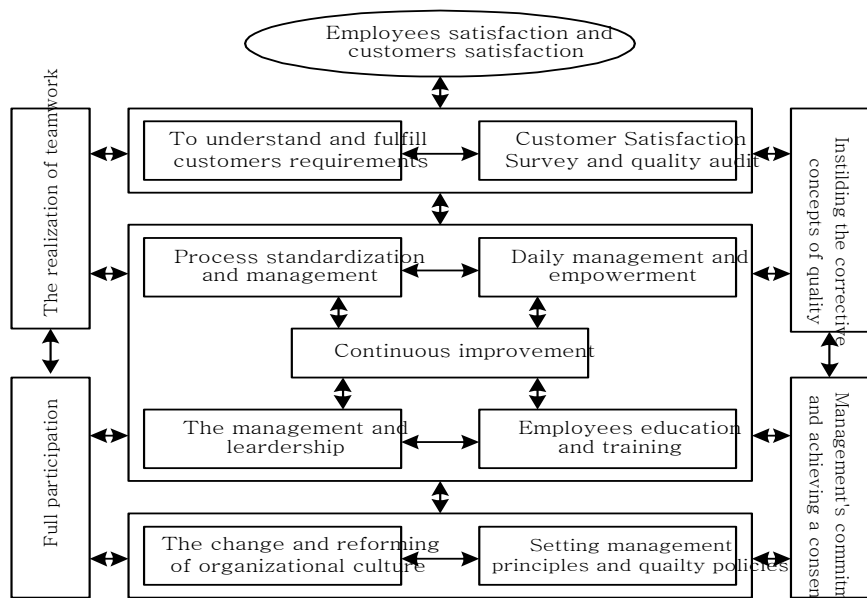 Employees satisfaction and
customers satisfaction
The realization of teamwork
To understand and fulfill
customers requirements
Customer Satisfaction
Survey and quality audit
Instilding the corrective
concepts of quality
Process standardization
and management
Daily management and
empowerment
Continuous improvement
The management and
leardership
Employees education
and training
Full participation
Management's commitm
and achieving a consen
The change and reforming
of organizational culture
Setting management
principles and quailty policies